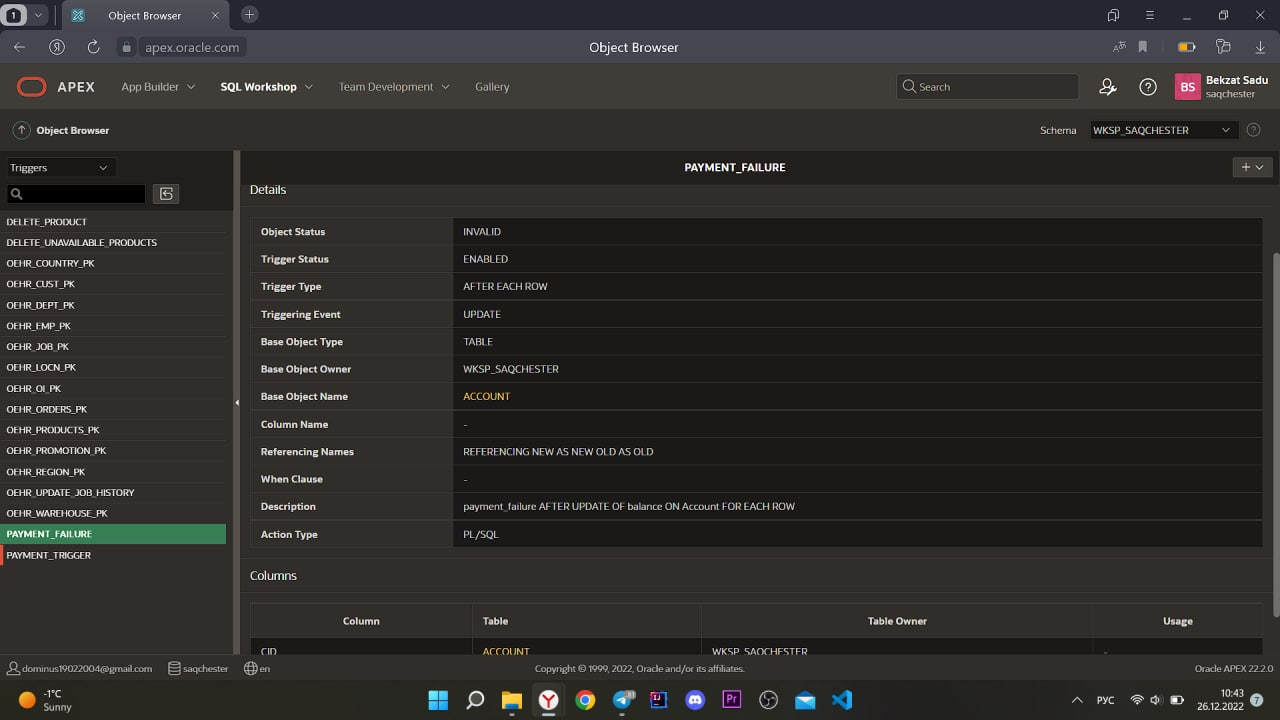 1
Object Browser
apex.oracle.com
Object Browser
APEX
App Builder
SQL Workshop
Team Development
Gallery
Search
BS
Bekzat Sadu
saqchester
Object Browser
Schema
WKSP_SAQCHESTER
Triggers
PAYMENT_FAILURE
DELETE_PRODUCT
DELETE_UNAVAILABLE_PRODUCTS
OEHR_COUNTRY_PK
OEHR_CUST_PK
OEHR_DEPT_PK
OEHR_EMP_PK
OEHR_JOB_PK
OEHR_LOCN_PK
OEHR_OI_PK
OEHR_ORDERS_PK
OEHR_PRODUCTS_PK
OEHR_PROMOTION_PK
OEHR_REGION_PK
OEHR_UPDATE_JOB_HISTORY
OEHR_WAREHOUSE_PK
PAYMENT_FAILURE
PAYMENT_TRIGGER
Details
Object Status INVALID
Trigger Status ENABLED
Trigger Type AFTER EACH ROW
Triggering Event UPDATE
Base Object Type TABLE
Base Object Owner WKSP_SAQCHESTER
Base Object Name ACCOUNT
Column Name -
Referencing Names REFERENCING NEW AS NEW OLD AS OLD
When Clause -
Description payment_failure AFTER UPDATE OF balance ON Account FOR EACH ROW
Action Type PL/SQL
Columns
Column Table Table Owner Usage
CID ACCOUNT WKSP_SAQCHESTER -
dominus19022004@gmail.com
saqchester
en
Copyright © 1999, 2022, Oracle and/or its affiliates.
Oracle APEX 22.2.0
-1°C
Sunny
РУС
10:43
26.12.2022
7